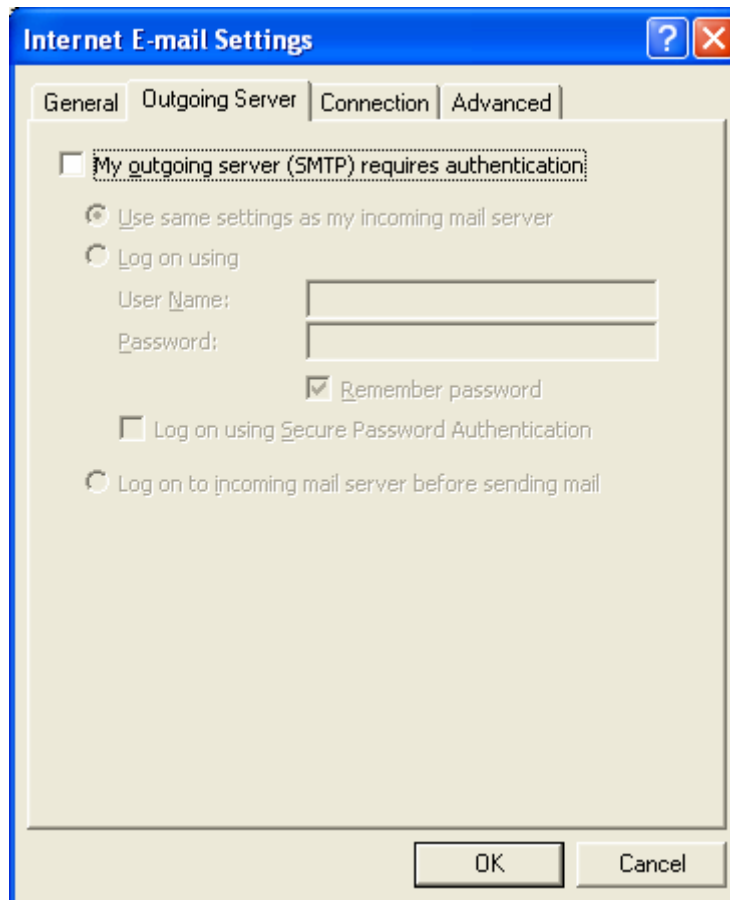 Internet E-mail Settings
General Outgoing Server Connection Advanced
My outgoing server (SMTP) requires authentication
Use same settings as my incoming mail server
Log on using
User Name:
Password:
Remember password
Log on using Secure Password Authentication
Log on to incoming mail server before sending mail
OK Cancel